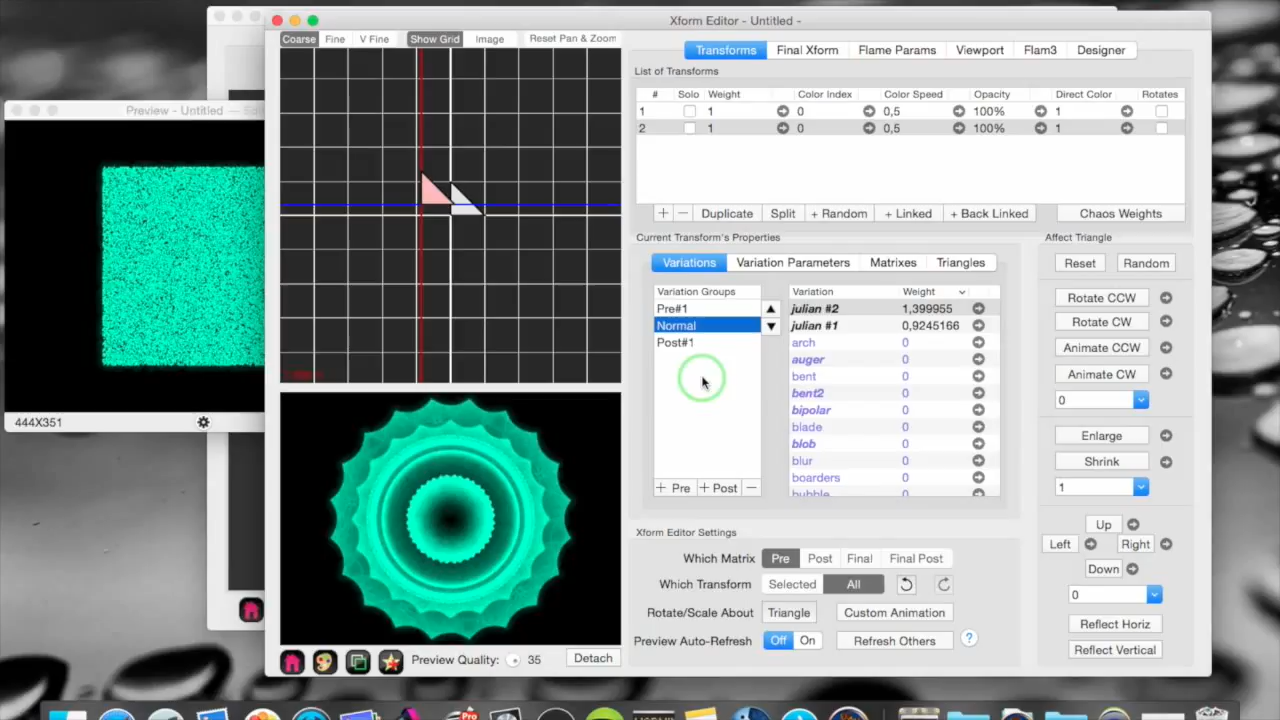 Xform Editor - Untitled -
Coarse Fine V Fine Show Grid Image Reset Pan & Zoom
Transforms Final Xform Flame Params Viewport Flam3 Designer
List of Transforms
# Solo Weight Color Index Color Speed Opacity Direct Color Rotates
1 1 0 0,5 100% 1
2 1 0 0,5 100% 1
Preview - Untitled
+ − Duplicate Split + Random + Linked + Back Linked Chaos Weights
Current Transform's Properties Affect Triangle
Variations Variation Parameters Matrixes Triangles Reset Random
Variation Groups Variation Weight
Pre#1 julian #2 1,399955 Rotate CCW
Normal julian #1 0,9245166 Rotate CW
Post#1 arch 0 Animate CCW
auger 0
bent 0 Animate CW
bent2 0 0
bipolar 0
blade 0
blob 0 Enlarge
blur 0 Shrink
boarders 0
bubble 0
+ Pre + Post − 1
444X351
Xform Editor Settings Up
Left Right
Which Matrix Pre Post Final Final Post Down
Which Transform Selected All 0
Rotate/Scale About Triangle Custom Animation Reflect Horiz
Preview Auto-Refresh Off On Refresh Others ? Reflect Vertical
Preview Quality: 35 Detach
Pro